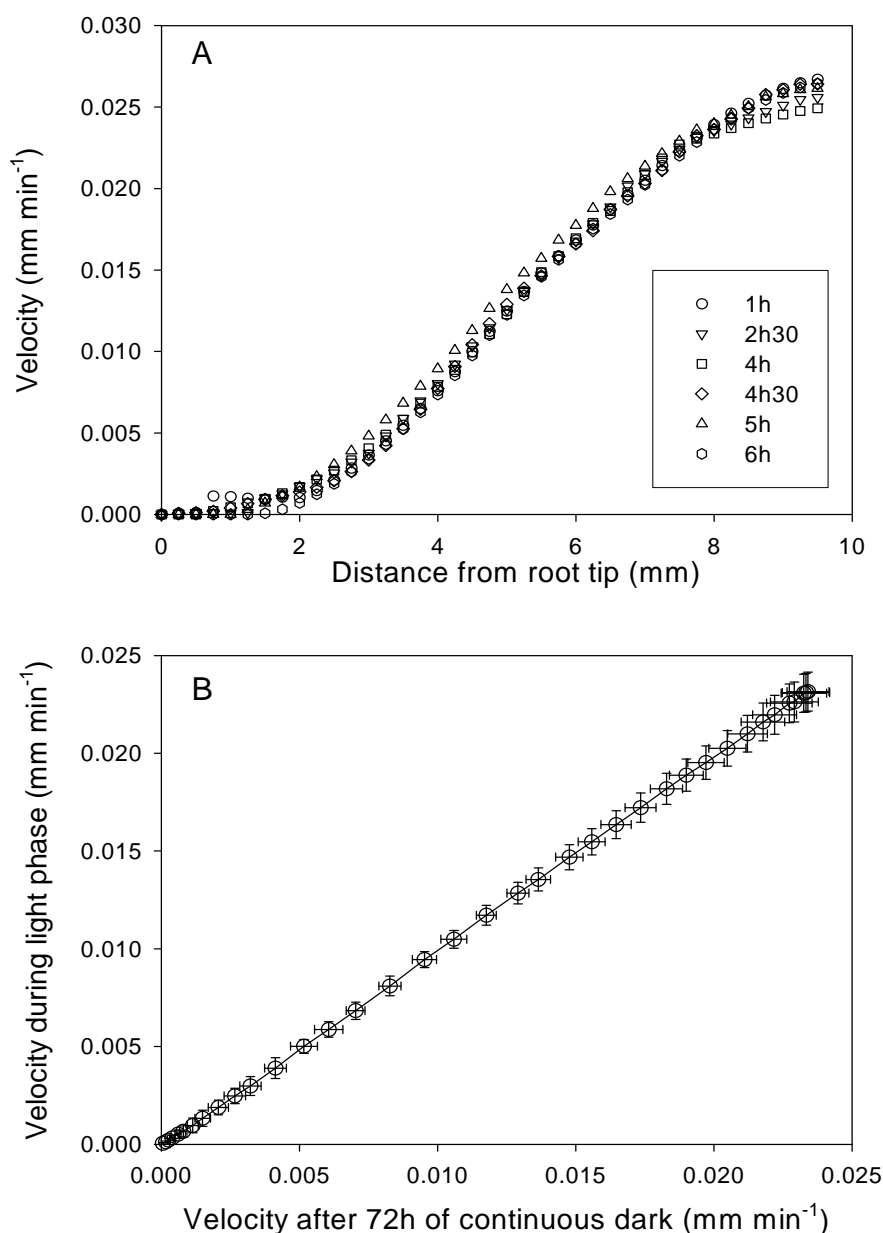 A
0.030
0.025
0.020
0.015
0.010
0.005
0.000
Velocity (mm min⁻¹)
1h
2h30
4h
4h30
5h
6h
0 2 4 6 8 10
Distance from root tip (mm)
B
0.025
0.020
0.015
0.010
0.005
0.000
Velocity during light phase (mm min⁻¹)
0.000 0.005 0.010 0.015 0.020 0.025
Velocity after 72h of continuous dark (mm min⁻¹)